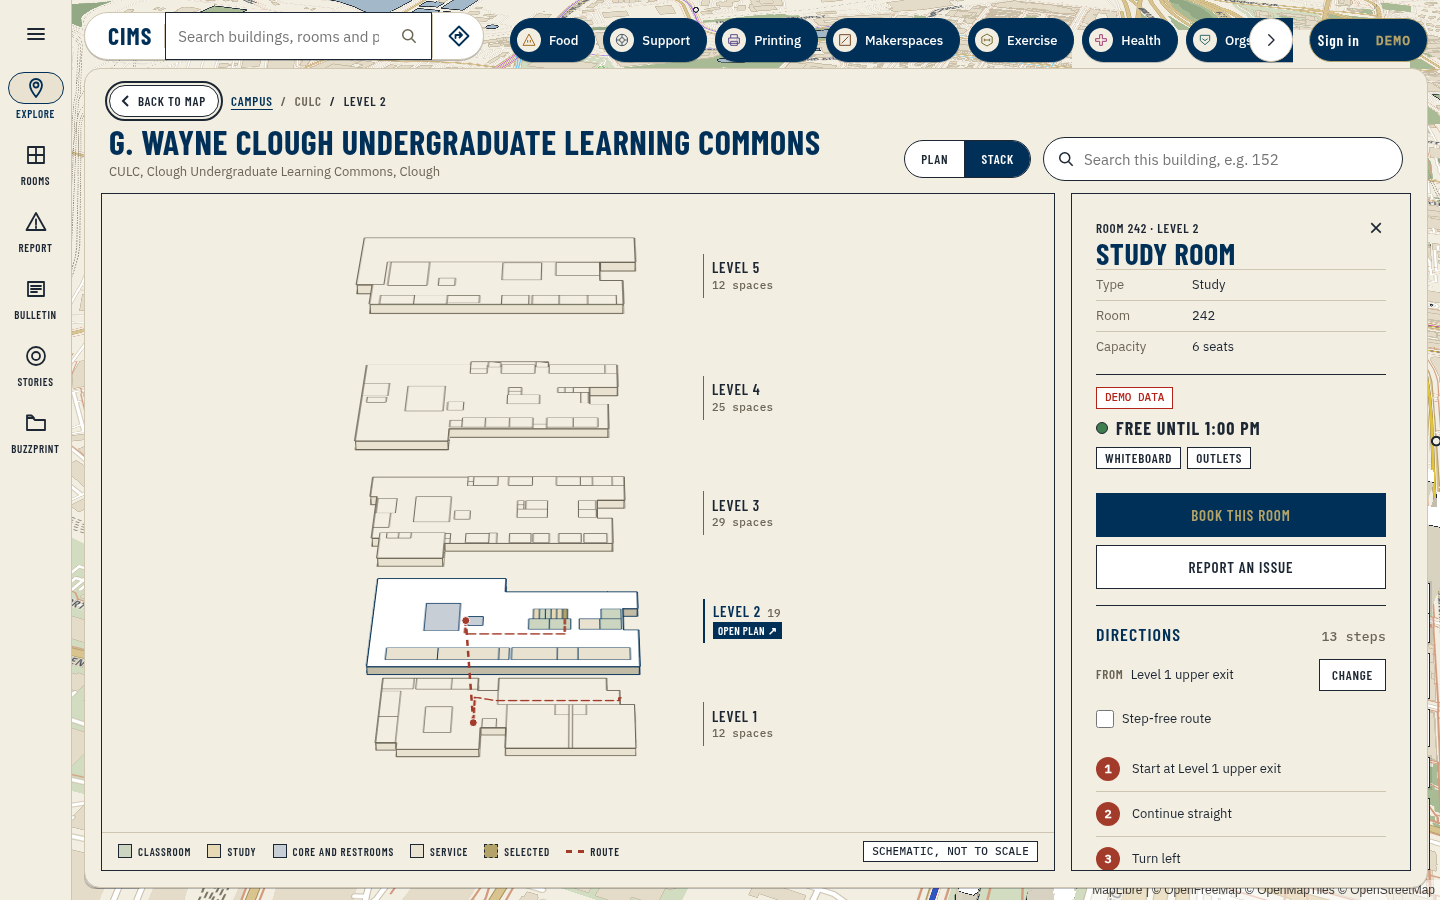 CIMS
Search buildings, rooms and p
Food
Support
Printing
Makerspaces
Exercise
Health
Orgs
Sign in DEMO
EXPLORE
ROOMS
REPORT
BULLETIN
STORIES
BUZZPRINT
BACK TO MAP
CAMPUS / CULC / LEVEL 2
G. WAYNE CLOUGH UNDERGRADUATE LEARNING COMMONS
CULC, Clough Undergraduate Learning Commons, Clough
PLAN
STACK
Search this building, e.g. 152
LEVEL 5
12 spaces
LEVEL 4
25 spaces
LEVEL 3
29 spaces
LEVEL 2 19
OPEN PLAN ↗
LEVEL 1
12 spaces
CLASSROOM
STUDY
CORE AND RESTROOMS
SERVICE
SELECTED
ROUTE
SCHEMATIC, NOT TO SCALE
ROOM 242 · LEVEL 2
STUDY ROOM
Type Study
Room 242
Capacity 6 seats
DEMO DATA
FREE UNTIL 1:00 PM
WHITEBOARD
OUTLETS
BOOK THIS ROOM
REPORT AN ISSUE
DIRECTIONS 13 steps
FROM Level 1 upper exit
CHANGE
Step-free route
1 Start at Level 1 upper exit
2 Continue straight
3 Turn left
MapLibre | © OpenFreeMap © OpenMapTiles © OpenStreetMap